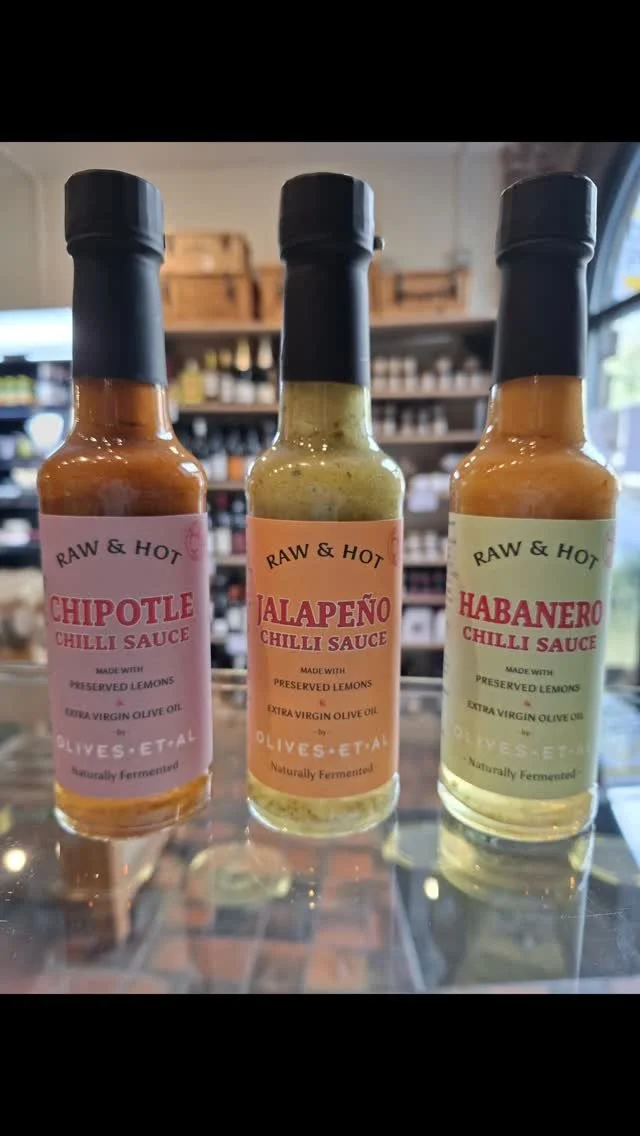 RAW & HOT
CHIPOTLE
CHILLI SAUCE
MADE WITH
PRESERVED LEMONS
&
EXTRA VIRGIN OLIVE OIL
- by -
OLIVES•ET•AL
Naturally Fermented
RAW & HOT
JALAPEÑO
CHILLI SAUCE
MADE WITH
PRESERVED LEMONS
&
EXTRA VIRGIN OLIVE OIL
- by -
OLIVES•ET•AL
Naturally Fermented
RAW & HOT
HABANERO
CHILLI SAUCE
MADE WITH
PRESERVED LEMONS
&
EXTRA VIRGIN OLIVE OIL
- by -
OLIVES•ET•AL
- Naturally Fermented -